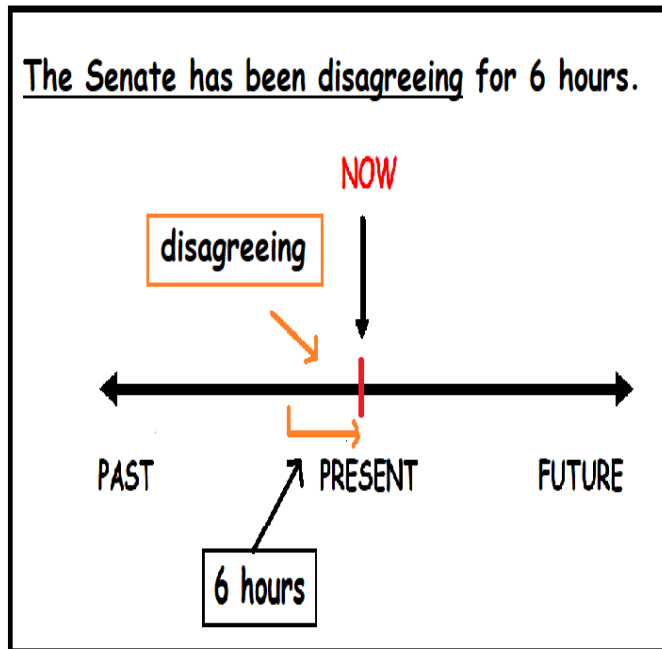 The Senate has been disagreeing for 6 hours.
NOW
disagreeing
PAST
PRESENT
FUTURE
6 hours